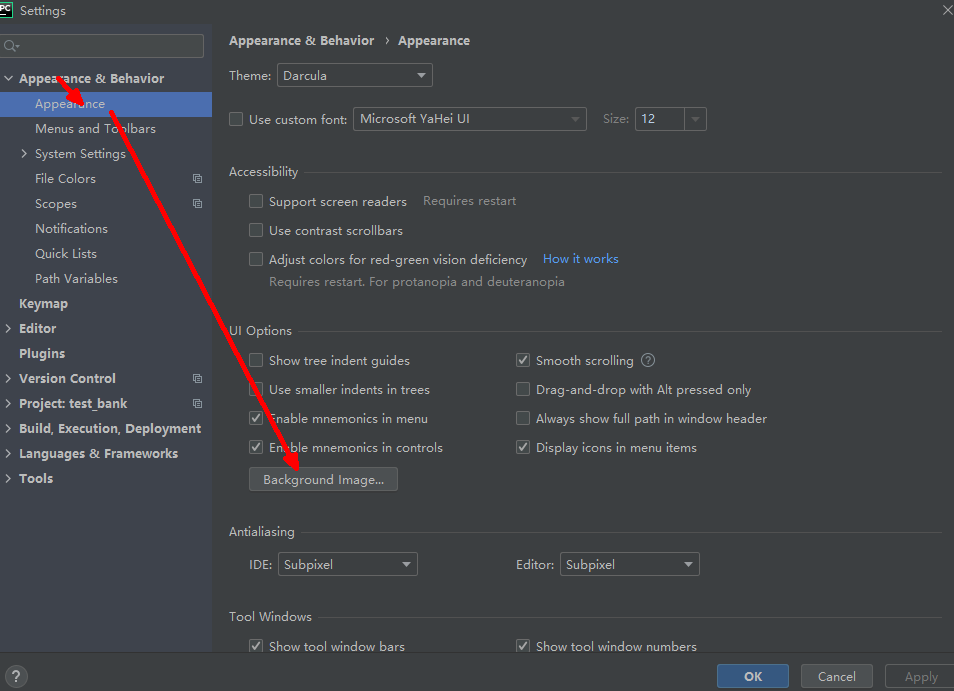 PC Settings
Appearance & Behavior › Appearance
Theme: Darcula
Appearance & Behavior
Appearance
Menus and Toolbars
System Settings
File Colors
Scopes
Notifications
Quick Lists
Path Variables
Keymap
Editor
Plugins
Version Control
Project: test_bank
Build, Execution, Deployment
Languages & Frameworks
Tools
Use custom font: Microsoft YaHei UI Size: 12
Accessibility
Support screen readers Requires restart
Use contrast scrollbars
Adjust colors for red-green vision deficiency How it works
Requires restart. For protanopia and deuteranopia
UI Options
Show tree indent guides Smooth scrolling ?
Use smaller indents in trees Drag-and-drop with Alt pressed only
Enable mnemonics in menu Always show full path in window header
Enable mnemonics in controls Display icons in menu items
Background Image...
Antialiasing
IDE: Subpixel Editor: Subpixel
Tool Windows
Show tool window bars Show tool window numbers
? OK Cancel Apply